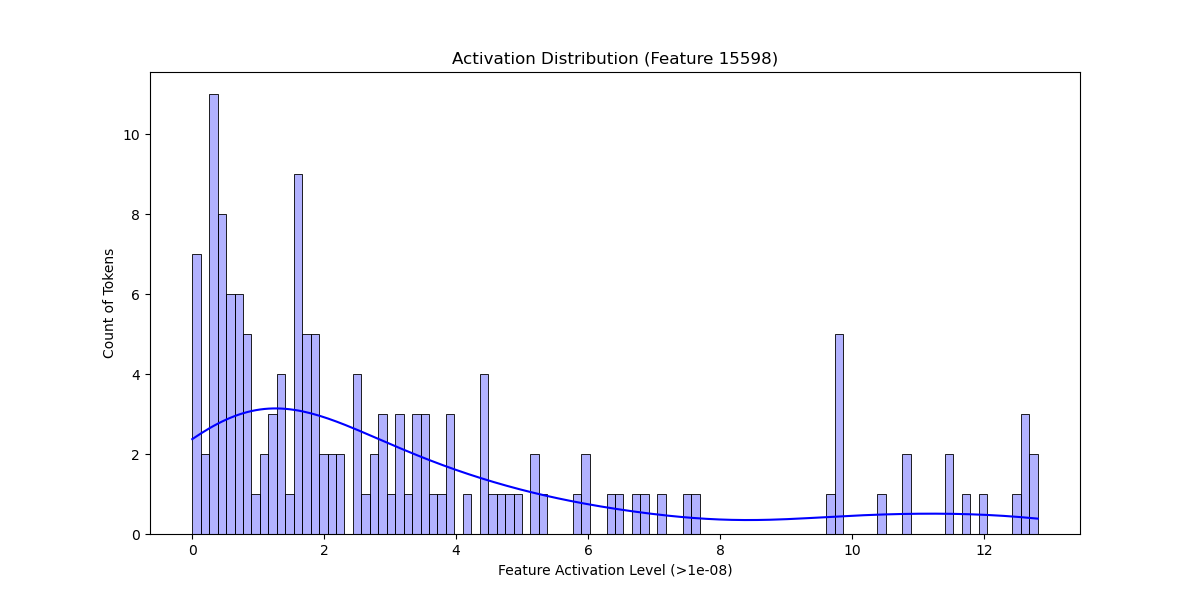 Activation Distribution (Feature 15598)
10
8
6
4
2
0
Count of Tokens
0 2 4 6 8 10 12
Feature Activation Level (>1e-08)